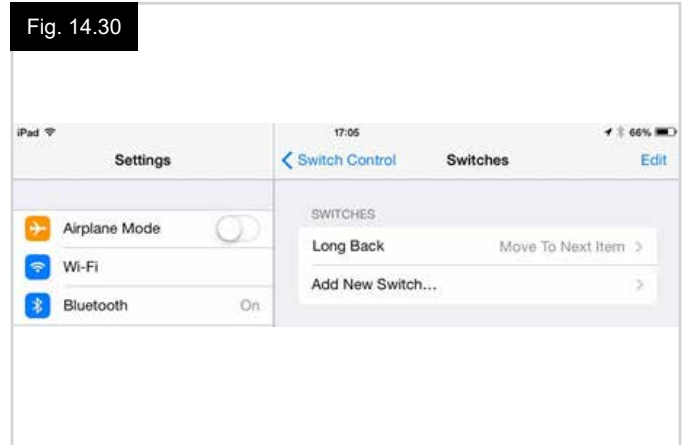 Fig. 14.30
iPad 17:05 66%
Settings
Switch Control Switches Edit
SWITCHES
Airplane Mode
Long Back Move To Next Item
Wi-Fi
Add New Switch...
Bluetooth On